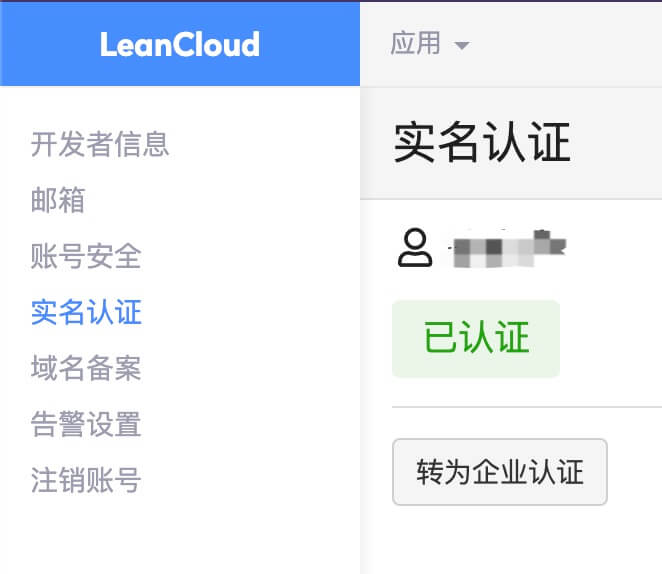 LeanCloud
应用
开发者信息
邮箱
账号安全
实名认证
域名备案
告警设置
注销账号
实名认证
已认证
转为企业认证